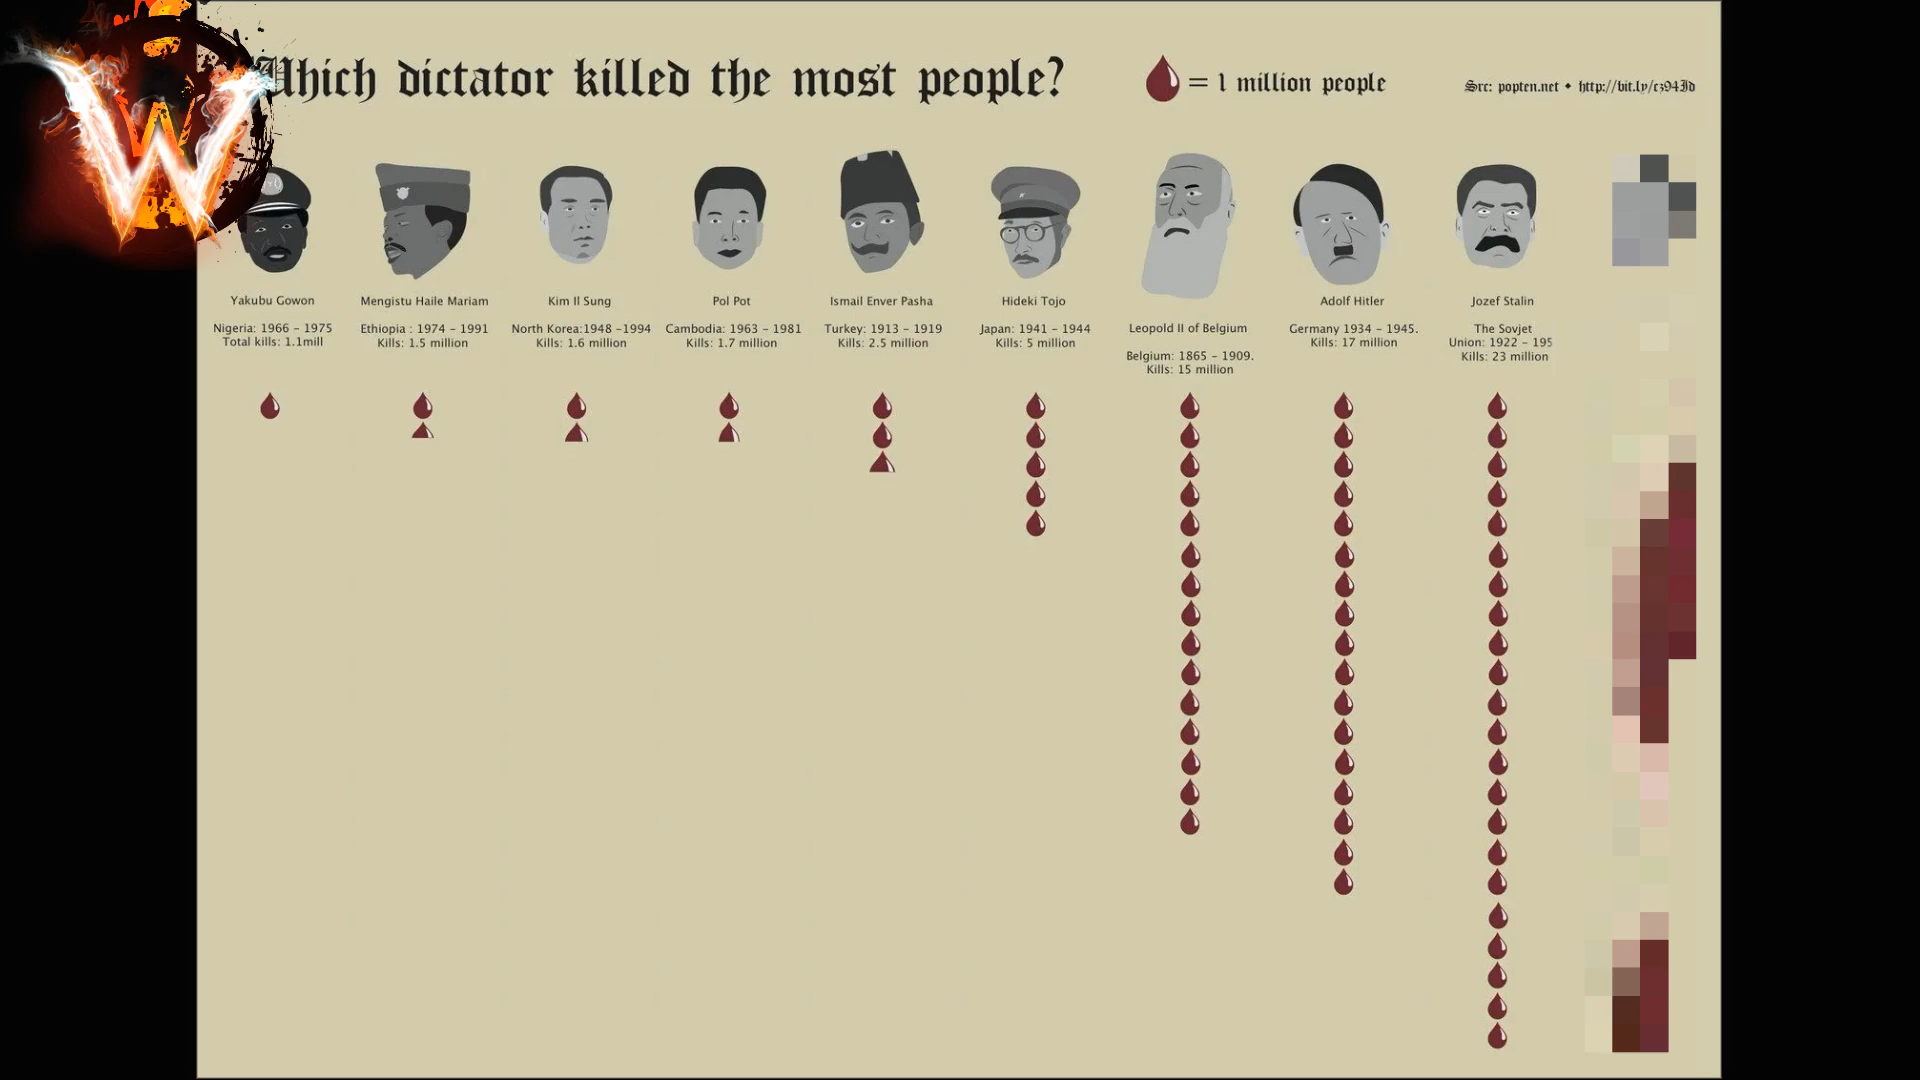 W
Which dictator killed the most people?
= 1 million people
Src: popten.net • http://bit.ly/cz94Id
Yakubu Gowon
Nigeria: 1966 - 1975
Total kills: 1.1mill
Mengistu Haile Mariam
Ethiopia : 1974 - 1991
Kills: 1.5 million
Kim Il Sung
North Korea:1948 -1994
Kills: 1.6 million
Pol Pot
Cambodia: 1963 - 1981
Kills: 1.7 million
Ismail Enver Pasha
Turkey: 1913 - 1919
Kills: 2.5 million
Hideki Tojo
Japan: 1941 - 1944
Kills: 5 million
Leopold II of Belgium
Belgium: 1865 - 1909.
Kills: 15 million
Adolf Hitler
Germany 1934 - 1945.
Kills: 17 million
Jozef Stalin
The Sovjet
Union: 1922 - 195
Kills: 23 million